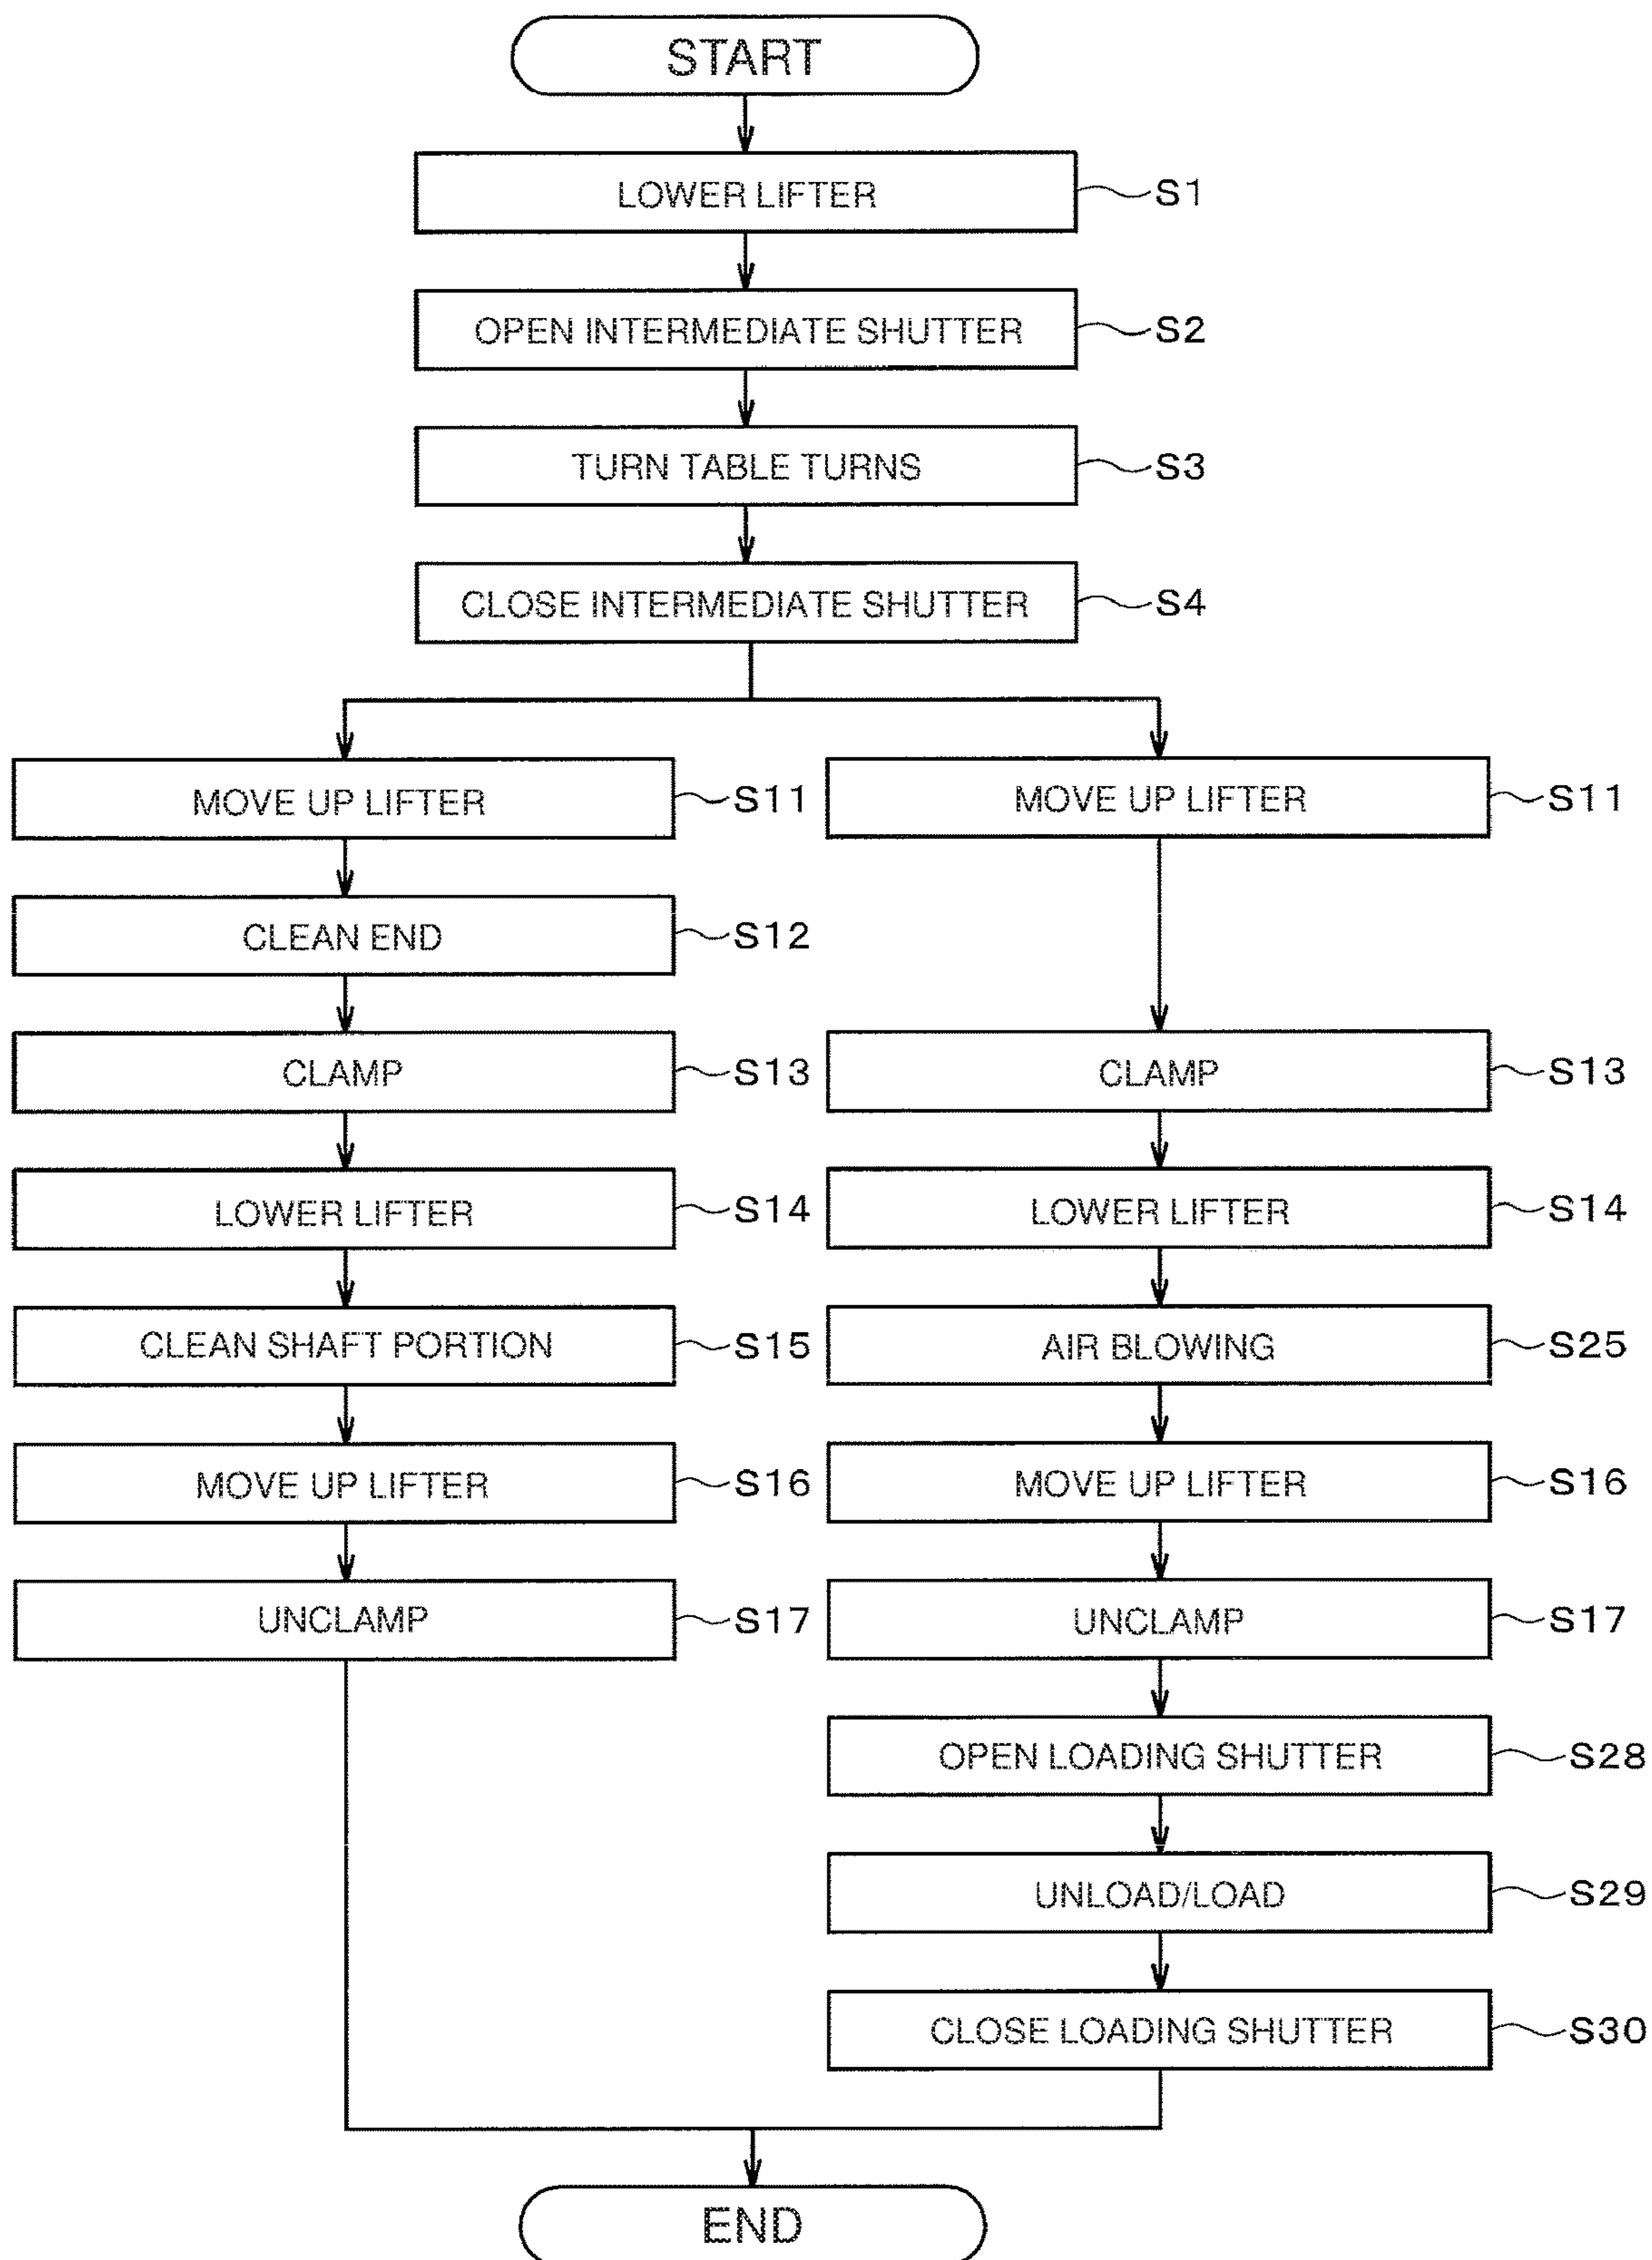 START
LOWER LIFTER S1
OPEN INTERMEDIATE SHUTTER S2
TURN TABLE TURNS S3
CLOSE INTERMEDIATE SHUTTER S4
MOVE UP LIFTER S11
CLEAN END S12
CLAMP S13
LOWER LIFTER S14
CLEAN SHAFT PORTION S15
MOVE UP LIFTER S16
UNCLAMP S17
MOVE UP LIFTER S11
CLAMP S13
LOWER LIFTER S14
AIR BLOWING S25
MOVE UP LIFTER S16
UNCLAMP S17
OPEN LOADING SHUTTER S28
UNLOAD/LOAD S29
CLOSE LOADING SHUTTER S30
END